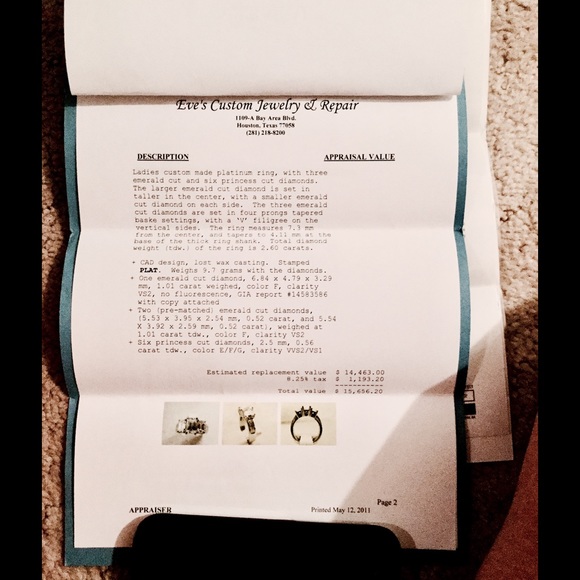 Eve's Custom Jewelry & Repair
1109-A Bay Area Blvd.
Houston, Texas 77058
(281) 218-8200
DESCRIPTION APPRAISAL VALUE
Ladies custom made platinum ring, with three
emerald cut and six princess cut diamonds.
The larger emerald cut diamond is set in
taller in the center, with a smaller emerald
cut diamond on each side. The three emerald
cut diamonds are set in four prongs tapered
baske settings, with a 'V' filigree on the
vertical sides. The ring measures 7.3 mm
from the center, and tapers to 4.11 mm at the
base of the thick ring shank. Total diamond
weight (tdw.) of the ring is 2.60 carats.
+ CAD design, lost wax casting. Stamped
PLAT. Weighs 9.7 grams with the diamonds.
+ One emerald cut diamond, 6.84 x 4.79 x 3.29
mm, 1.01 carat weighed, color F, clarity
VS2, no fluorescence, GIA report #14583586
with copy attached
+ Two (pre-matched) emerald cut diamonds,
(5.53 x 3.95 x 2.54 mm, 0.52 carat, and 5.54
X 3.92 x 2.59 mm, 0.52 carat), weighed at
1.01 carat tdw., color F, clarity VS2
+ Six princess cut diamonds, 2.5 mm, 0.56
carat tdw., color E/F/G, clarity VVS2/VS1
Estimated replacement value $ 14,463.00
8.25% tax $ 1,193.20
Total value $ 15,656.20
Page 2
APPRAISER Printed May 12, 2011